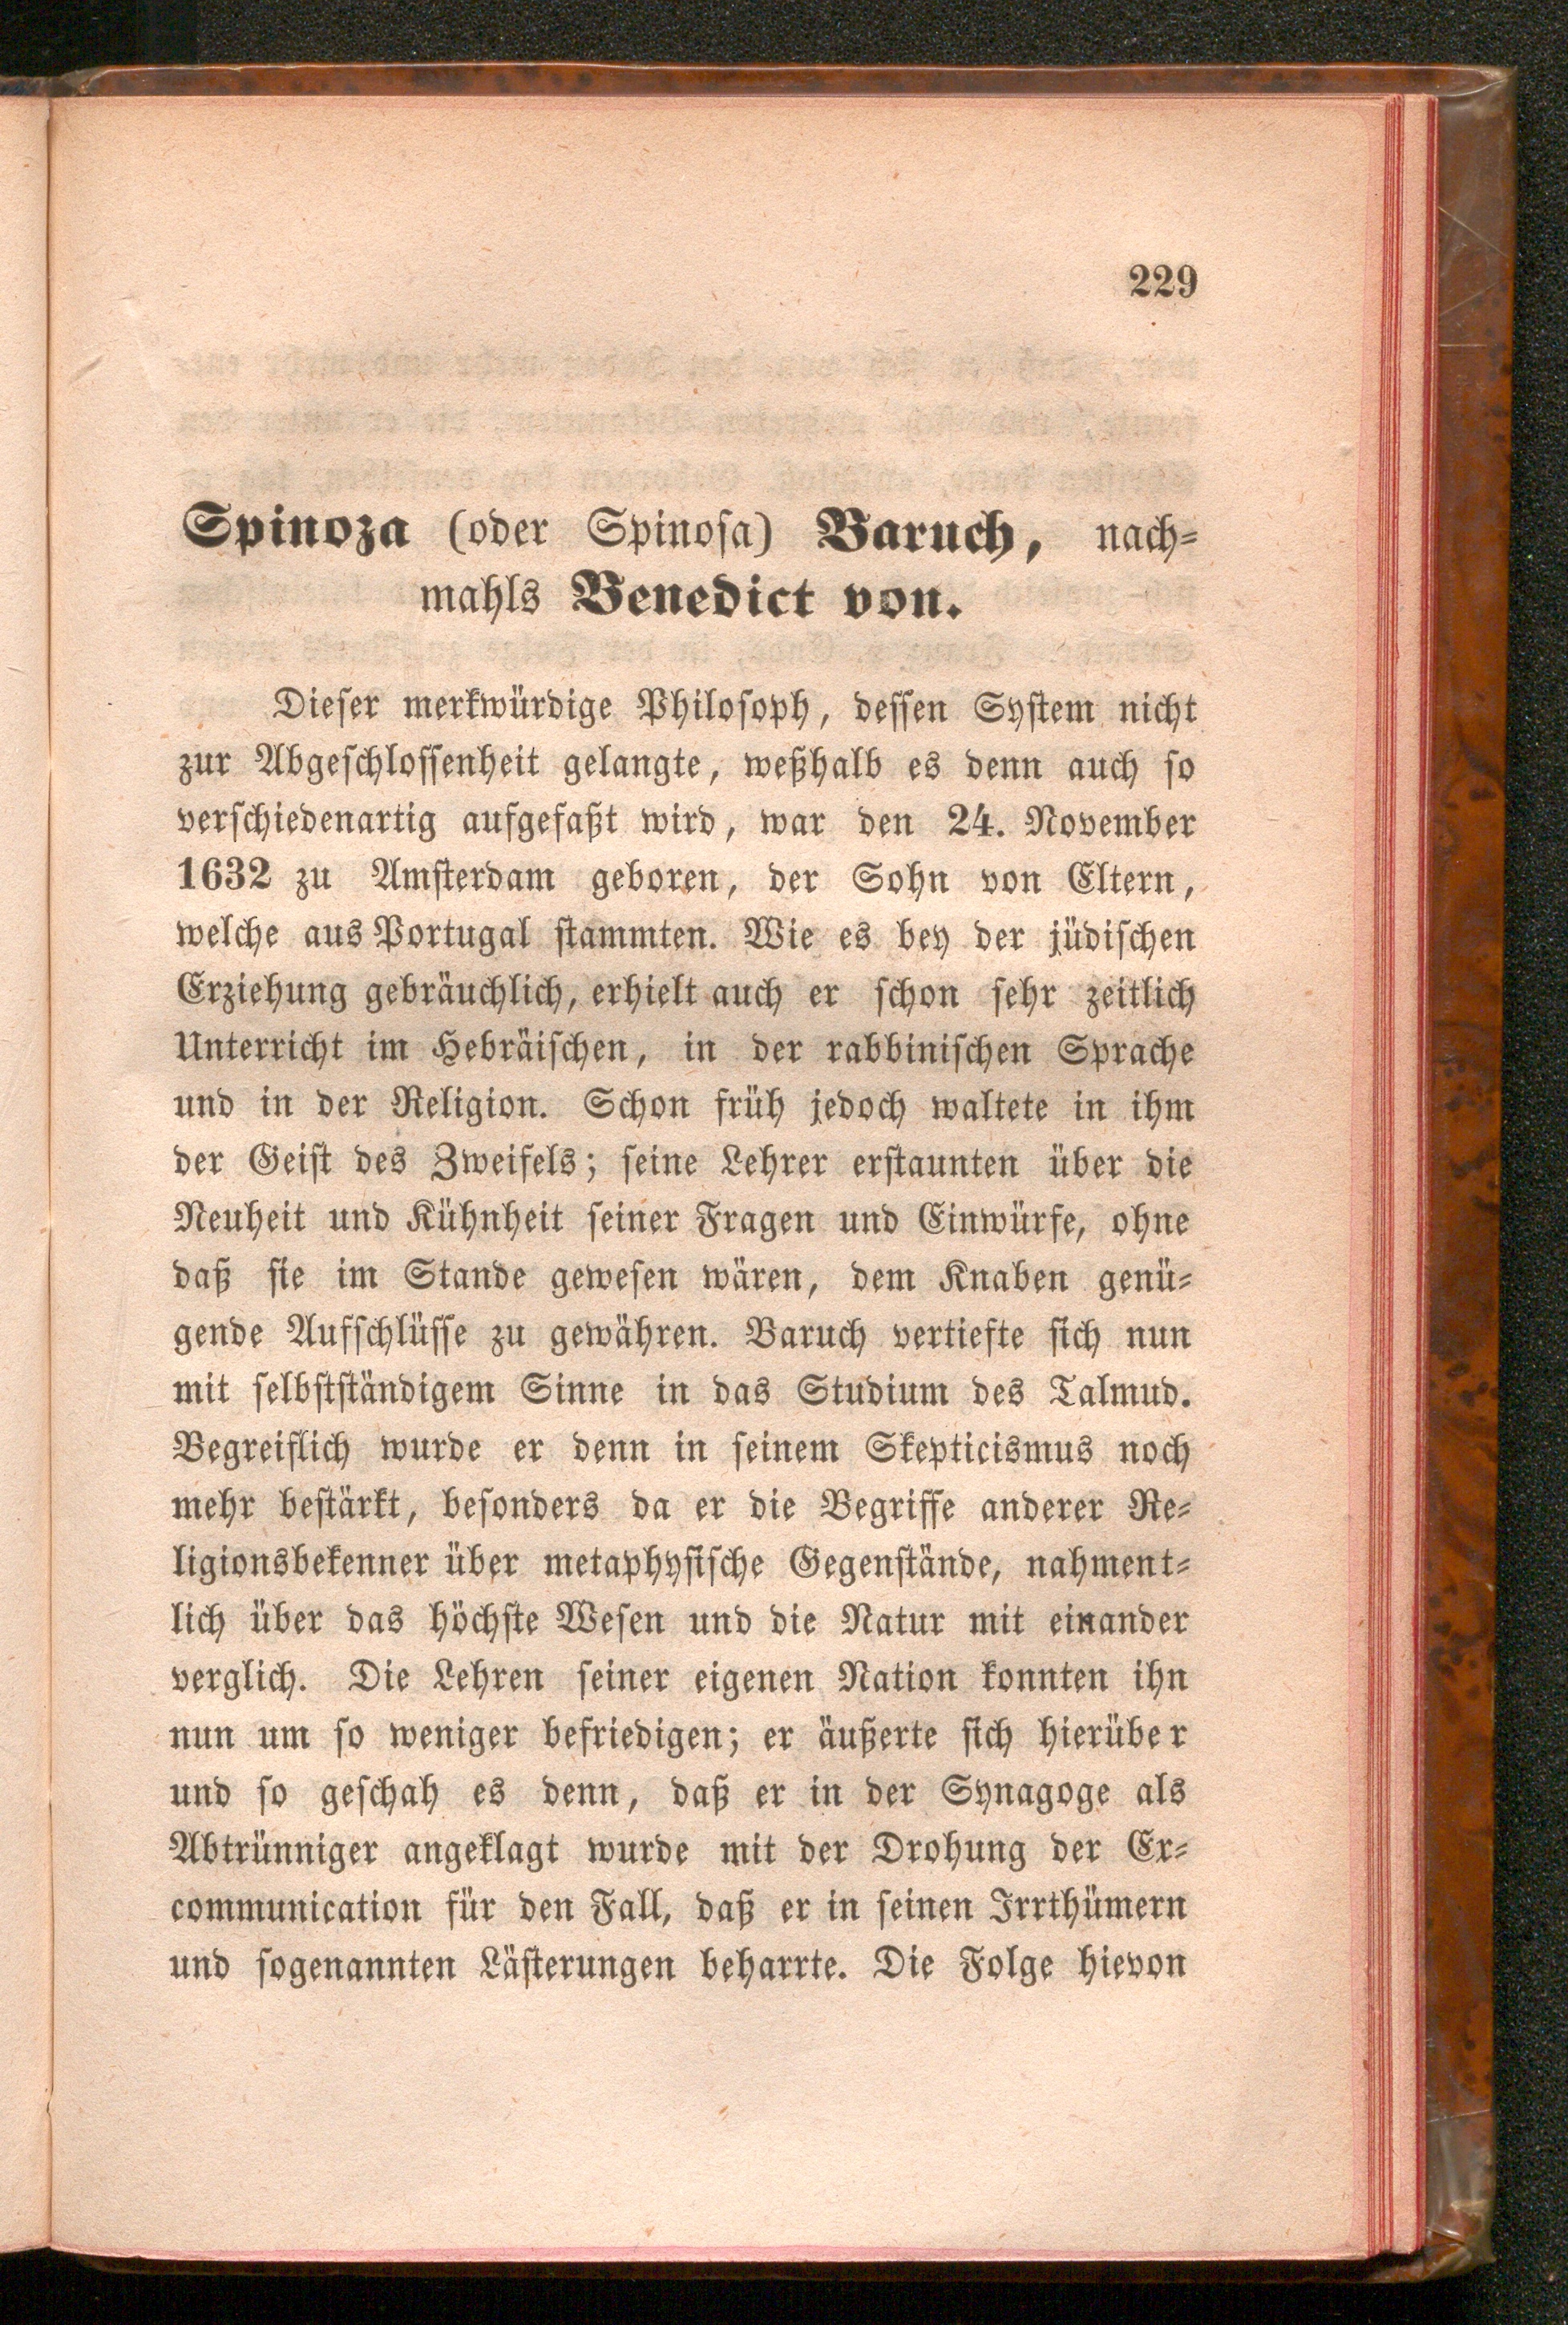 229
Spinoza (oder Spinosa) Baruch, nach-
mahls Benedict von.
Dieser merkwürdige Philosoph, dessen System nicht
zur Abgeschlossenheit gelangte, weßhalb es denn auch so
verschiedenartig aufgefaßt wird, war den 24. November
1632 zu Amsterdam geboren, der Sohn von Eltern,
welche aus Portugal stammten. Wie es bey der jüdischen
Erziehung gebräuchlich, erhielt auch er schon sehr zeitlich
Unterricht im Hebräischen, in der rabbinischen Sprache
und in der Religion. Schon früh jedoch waltete in ihm
der Geist des Zweifels; seine Lehrer erstaunten über die
Neuheit und Kühnheit seiner Fragen und Einwürfe, ohne
daß sie im Stande gewesen wären, dem Knaben genü-
gende Aufschlüsse zu gewähren. Baruch vertiefte sich nun
mit selbstständigem Sinne in das Studium des Talmud.
Begreiflich wurde er denn in seinem Skepticismus noch
mehr bestärkt, besonders da er die Begriffe anderer Re-
ligionsbekenner über metaphysische Gegenstände, nahment-
lich über das höchste Wesen und die Natur mit einander
verglich. Die Lehren seiner eigenen Nation konnten ihn
nun um so weniger befriedigen; er äußerte sich hierüber
und so geschah es denn, daß er in der Synagoge als
Abtrünniger angeklagt wurde mit der Drohung der Ex-
communication für den Fall, daß er in seinen Irrthümern
und sogenannten Lästerungen beharrte. Die Folge hievon